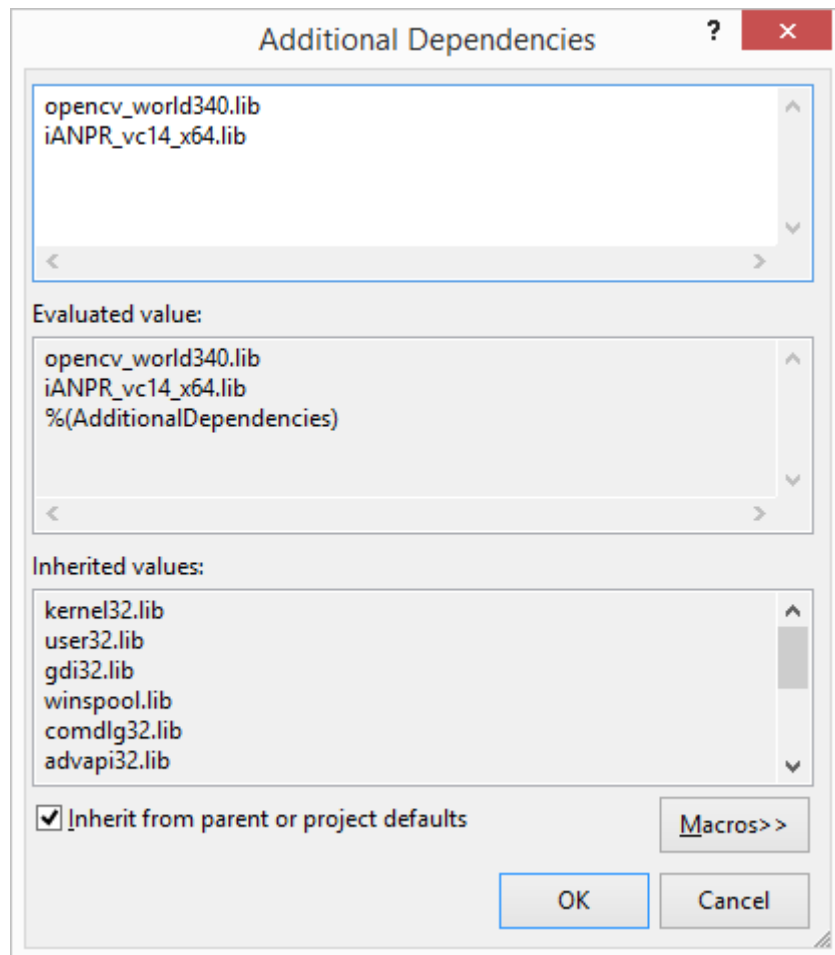 Additional Dependencies ?
opencv_world340.lib
iANPR_vc14_x64.lib
Evaluated value:
opencv_world340.lib
iANPR_vc14_x64.lib
%(AdditionalDependencies)
Inherited values:
kernel32.lib
user32.lib
gdi32.lib
winspool.lib
comdlg32.lib
advapi32.lib
Inherit from parent or project defaults
Macros>>
OK
Cancel